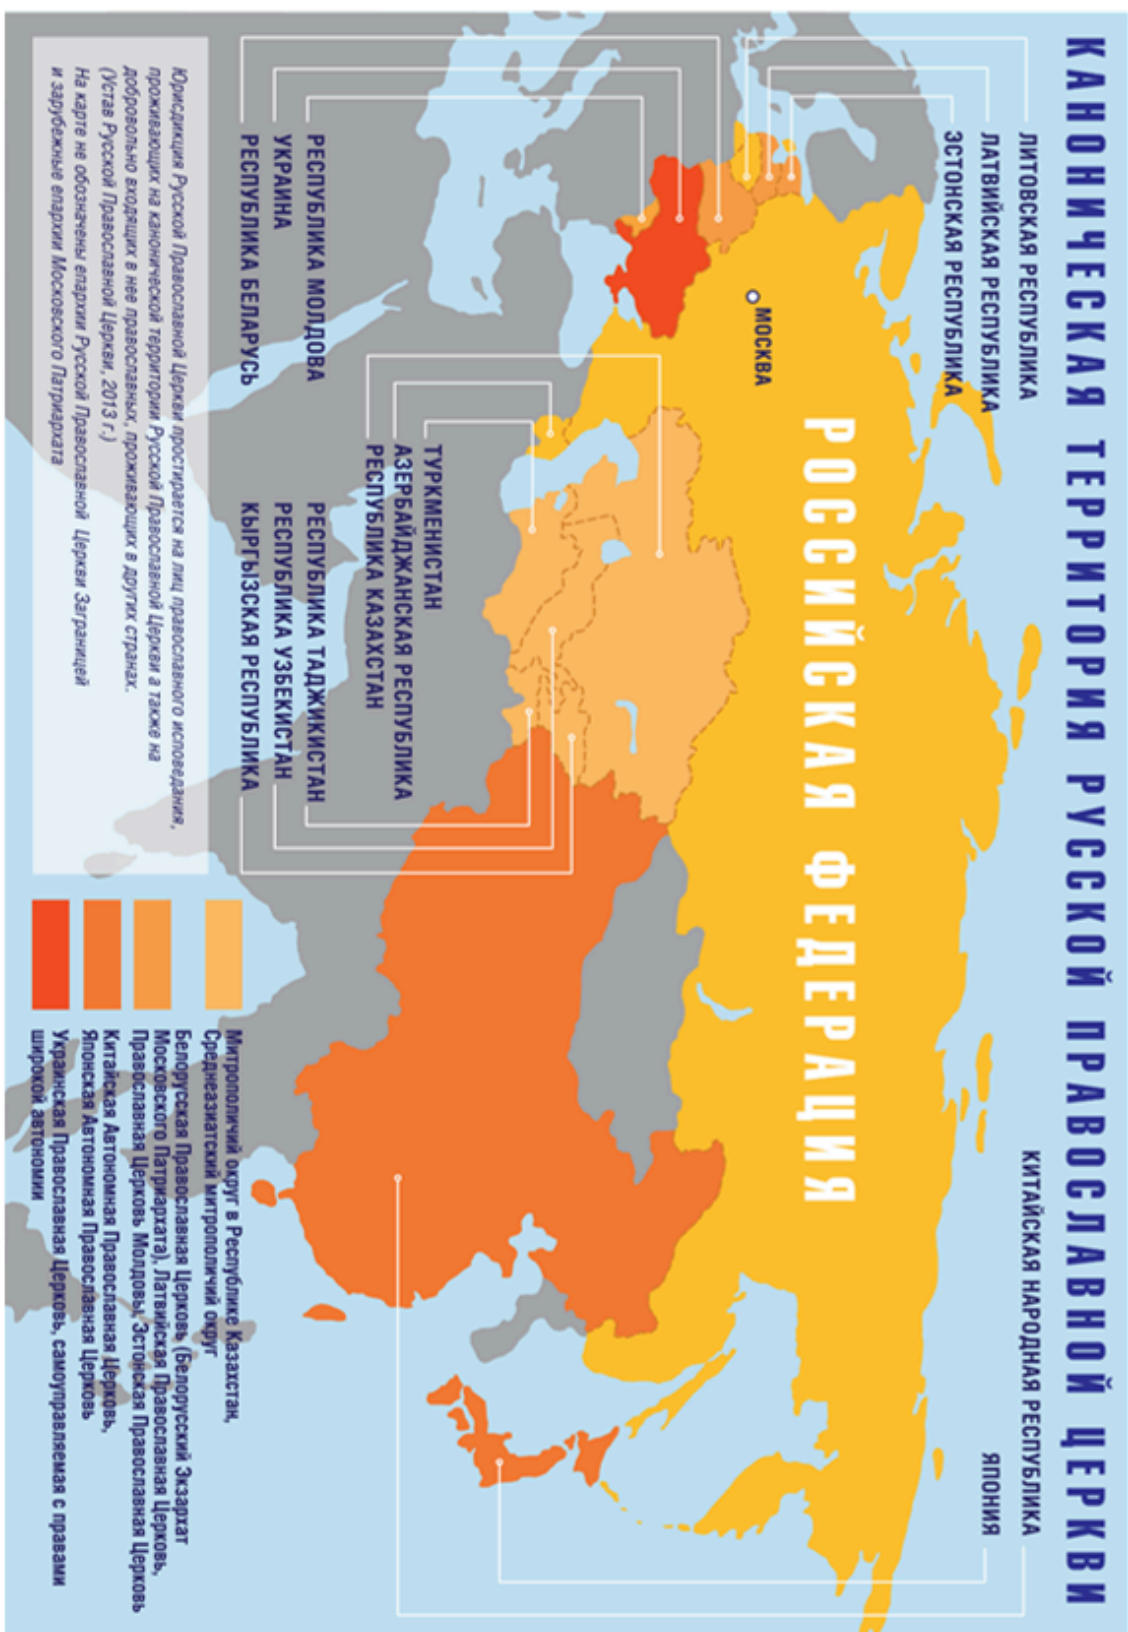 КАНОНИЧЕСКАЯ ТЕРРИТОРИЯ РУССКОЙ ПРАВОСЛАВНОЙ ЦЕРКВИ
ЛИТОВСКАЯ РЕСПУБЛИКА
ЛАТВИЙСКАЯ РЕСПУБЛИКА
ЭСТОНСКАЯ РЕСПУБЛИКА
КИТАЙСКАЯ НАРОДНАЯ РЕСПУБЛИКА
ЯПОНИЯ
РОССИЙСКАЯ ФЕДЕРАЦИЯ
МОСКВА
РЕСПУБЛИКА МОЛДОВА
УКРАИНА
РЕСПУБЛИКА БЕЛАРУСЬ
ТУРКМЕНИСТАН
АЗЕРБАЙДЖАНСКАЯ РЕСПУБЛИКА
РЕСПУБЛИКА КАЗАХСТАН
РЕСПУБЛИКА ТАДЖИКИСТАН
РЕСПУБЛИКА УЗБЕКИСТАН
КЫРГЫЗСКАЯ РЕСПУБЛИКА
Юрисдикция Русской Православной Церкви простирается на лиц православного исповедания,
проживающих на канонической территории Русской Православной Церкви а также на
добровольно входящих в нее православных, проживающих в других странах.
(Устав Русской Православной Церкви, 2013 г.)
На карте не обозначены епархии Русской Православной Церкви Заграницей
и зарубежные епархии Московского Патриархата
Митрополичий округ в Республике Казахстан,
Среднеазиатский митрополичий округ
Белорусская Православная Церковь (Белорусский Экзархат
Московского Патриархата), Латвийская Православная Церковь,
Православная Церковь Молдовы, Эстонская Православная Церковь
Китайская Автономная Православная Церковь,
Японская Автономная Православная Церковь
Украинская Православная Церковь, самоуправляемая с правами
широкой автономии